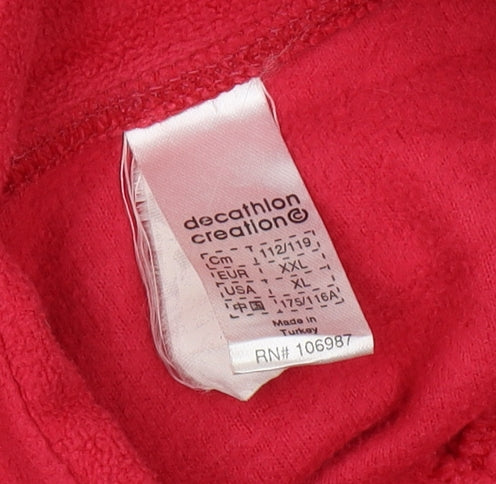 decathlon
creation
Cm 112/119
EUR XXL
USA XL
中国 175/116A
Made in
Turkey
RN# 106987